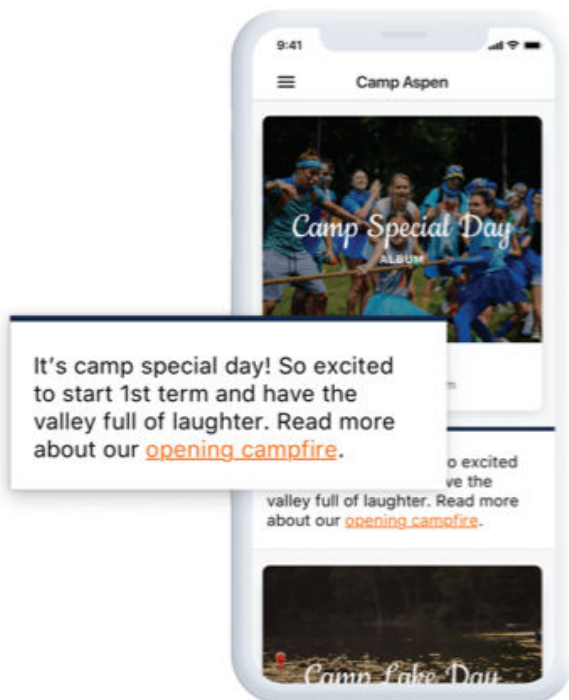 9:41
Camp Aspen
Camp Special Day
ALBUM
It's camp special day! So excited
to start 1st term and have the
valley full of laughter. Read more
about our opening campfire.
o excited
ve the
valley full of laughter. Read more
about our opening campfire.
Camp Lake Day